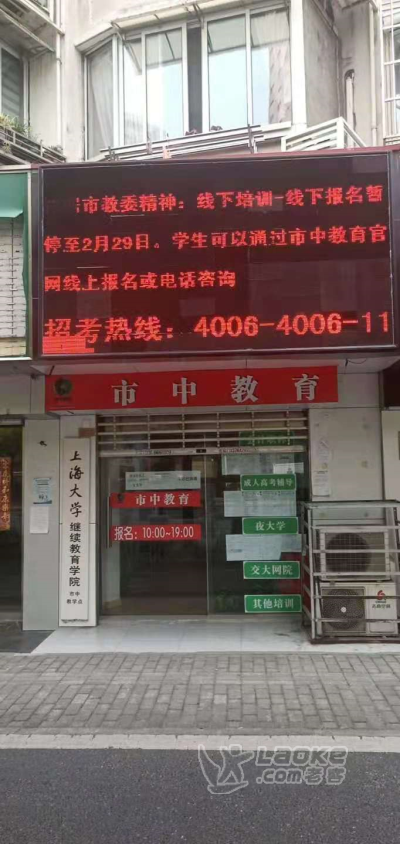 市教委精神：线下培训-线下报名暂
停至2月29日。学生可以通过市中教育官
网线上报名或电话咨询
招考热线：4006-4006-11
市中教育
上海大学继续教育学院
市中
教学点
市中教育
报名：10:00~19:00
成人高考辅导
夜大学
交大网院
其他培训
LAOKE
.com老客